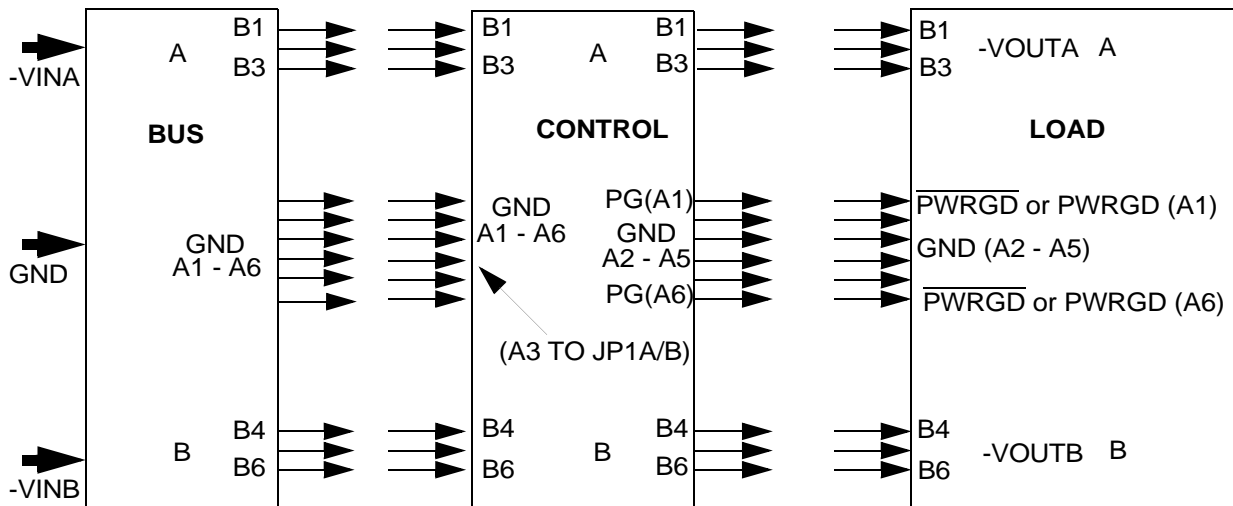 -VINA
A
B1
B3
BUS
GND
GND
A1 - A6
-VINB
B
B4
B6
B1
B3
A
B1
B3
CONTROL
GND
A1 - A6
PG(A1)
GND
A2 - A5
PG(A6)
(A3 TO JP1A/B)
B4
B6
B
B4
B6
B1
B3
-VOUTA A
LOAD
PWRGD or PWRGD (A1)
GND (A2 - A5)
PWRGD or PWRGD (A6)
B4
B6
-VOUTB B